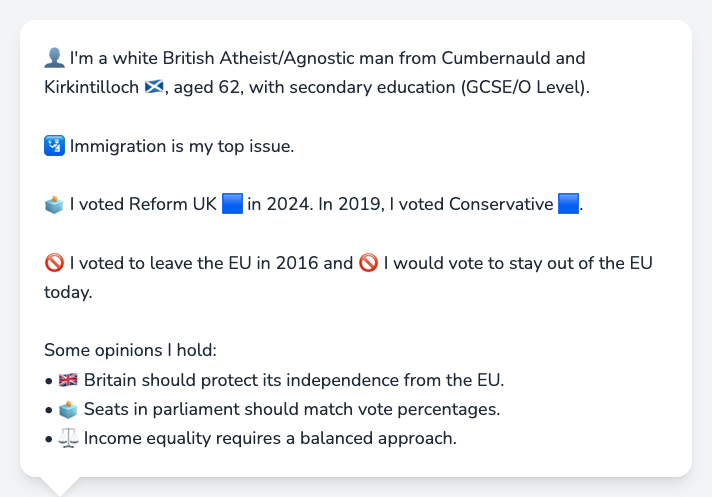 👤 I'm a white British Atheist/Agnostic man from Cumbernauld and
Kirkintilloch 🏴󠁧󠁢󠁳󠁣󠁴󠁿, aged 62, with secondary education (GCSE/O Level).
🛂 Immigration is my top issue.
🗳️ I voted Reform UK 🟦 in 2024. In 2019, I voted Conservative 🟦.
🚫 I voted to leave the EU in 2016 and 🚫 I would vote to stay out of the EU
today.
Some opinions I hold:
• 🇬🇧 Britain should protect its independence from the EU.
• 🗳️ Seats in parliament should match vote percentages.
• ⚖️ Income equality requires a balanced approach.